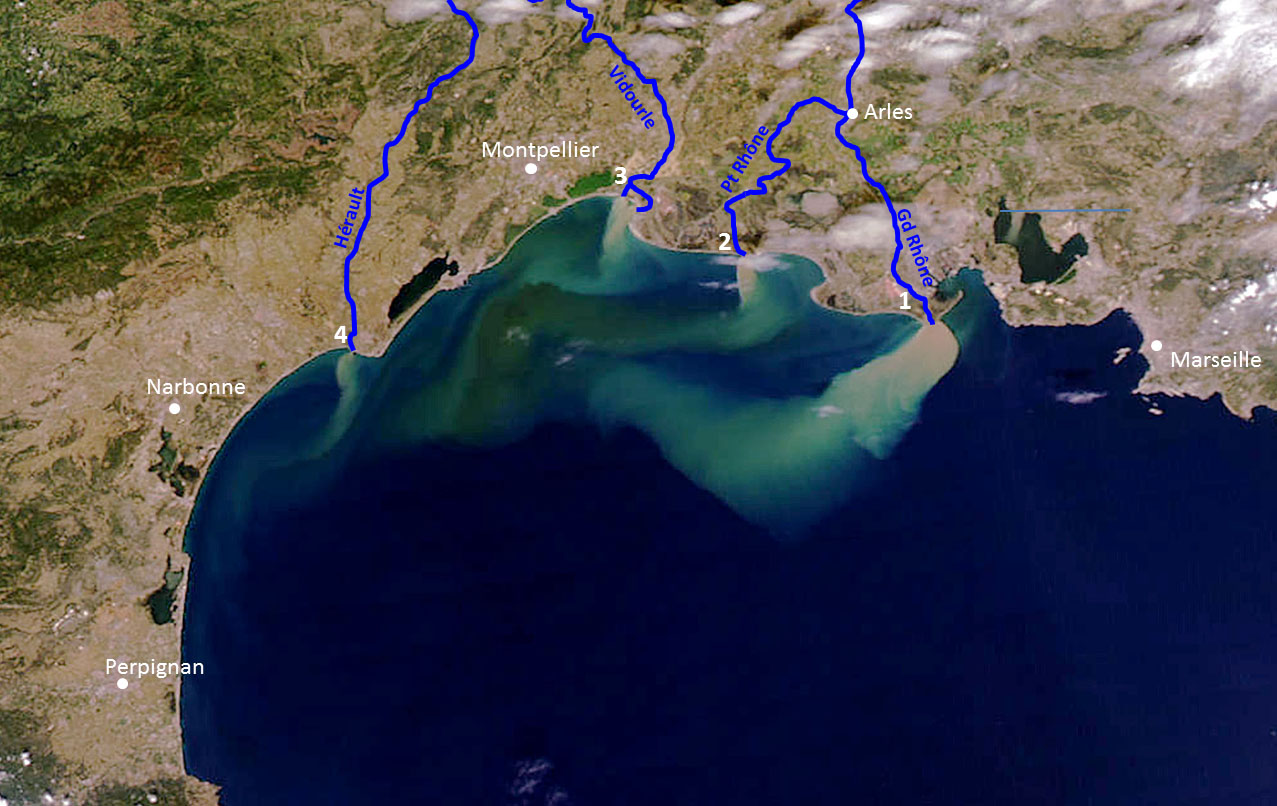 Vidourle
Arles
Montpellier
Pt Rhône
3
Hérault
Gd Rhône
2
1
4
Marseille
Narbonne
Perpignan